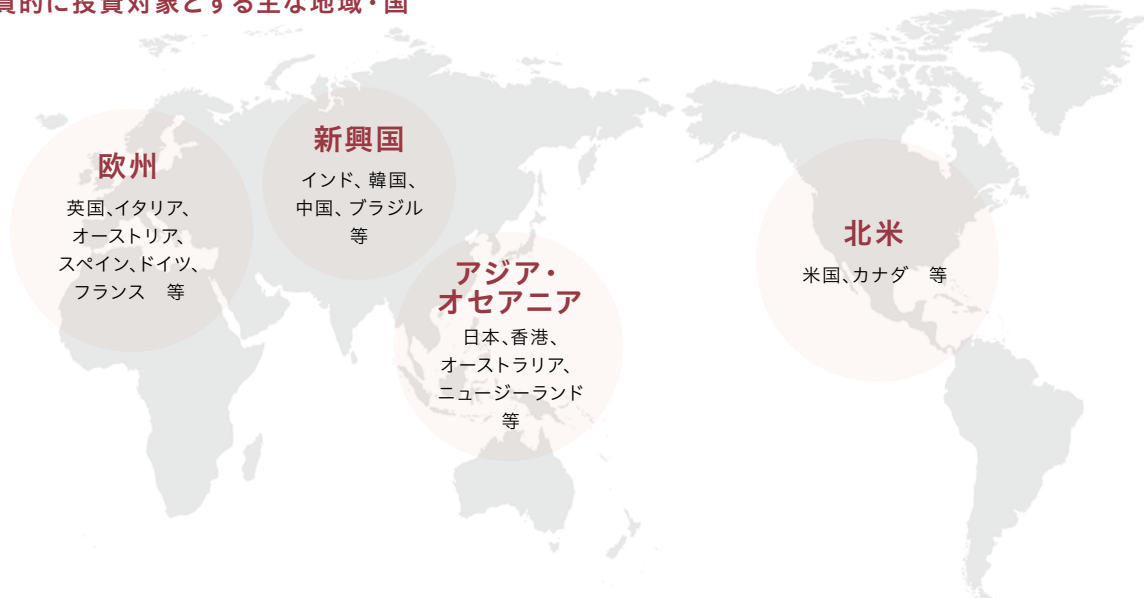 質的に投資対象とする主な地域・国
欧州
英国、イタリア、
オーストリア、
スペイン、ドイツ、
フランス　等
新興国
インド、韓国、
中国、ブラジル
等
アジア・
オセアニア
日本、香港、
オーストラリア、
ニュージーランド
等
北米
米国、カナダ　等